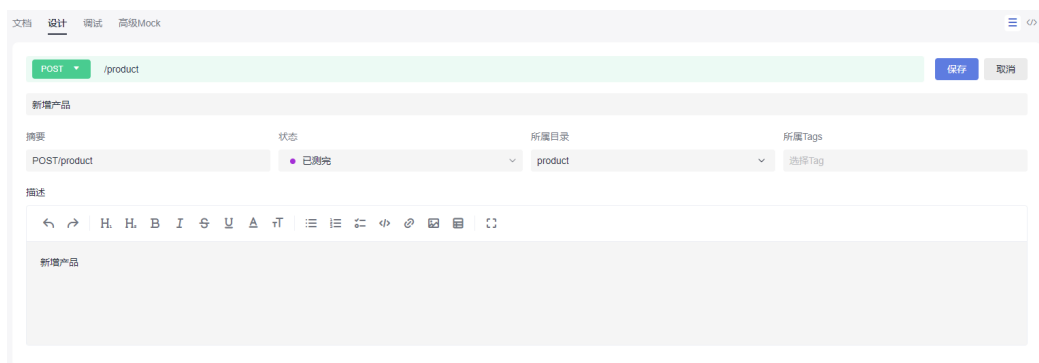 文档 设计 调试 高级Mock
POST /product 保存 取消
新增产品
摘要 状态 所属目录 所属Tags
POST/product 已测完 product 选择Tag
描述
新增产品